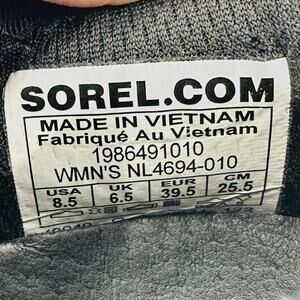 SOREL.COM
MADE IN VIETNAM
Fabriqué Au Vietnam
1986491010
WMN'S NL4694-010
USA UK EUR CM
8.5 6.5 39.5 25.5